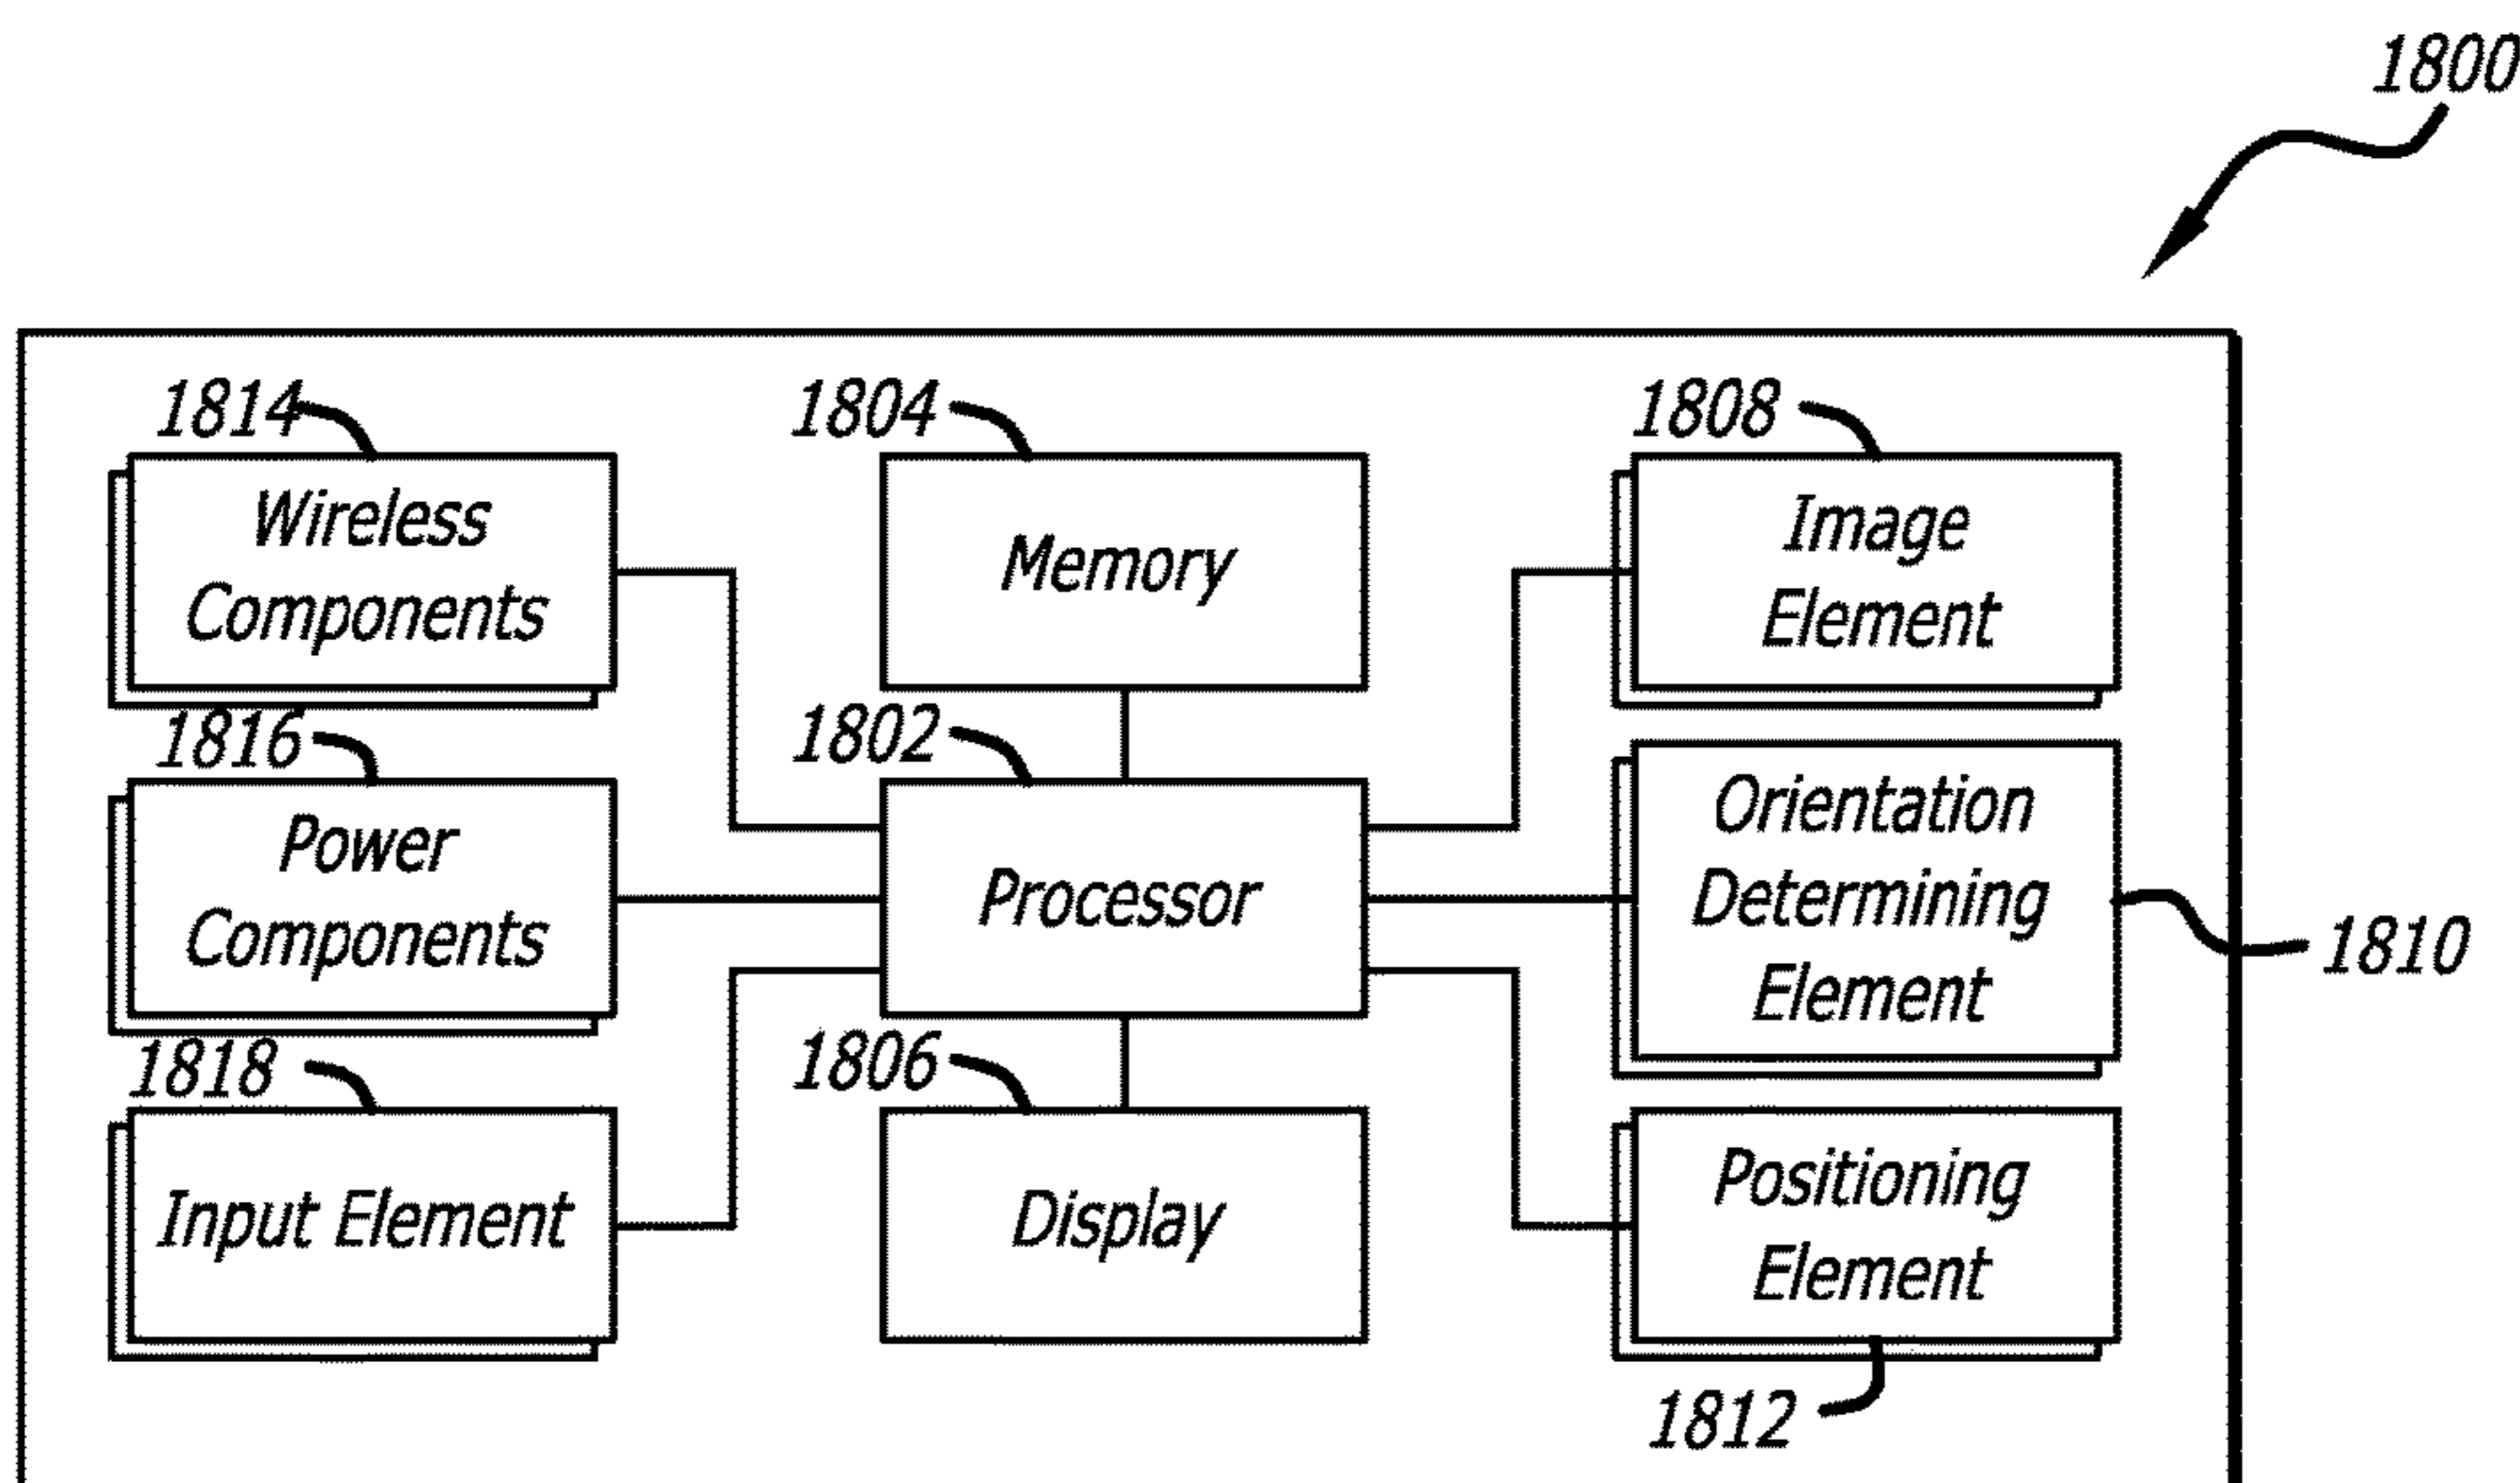 1800
1814
1804
1808
Wireless
Components
Memory
Image
Element
1816
1802
Power
Components
Processor
Orientation
Determining
Element
1810
1818
1806
Input Element
Display
Positioning
Element
1812